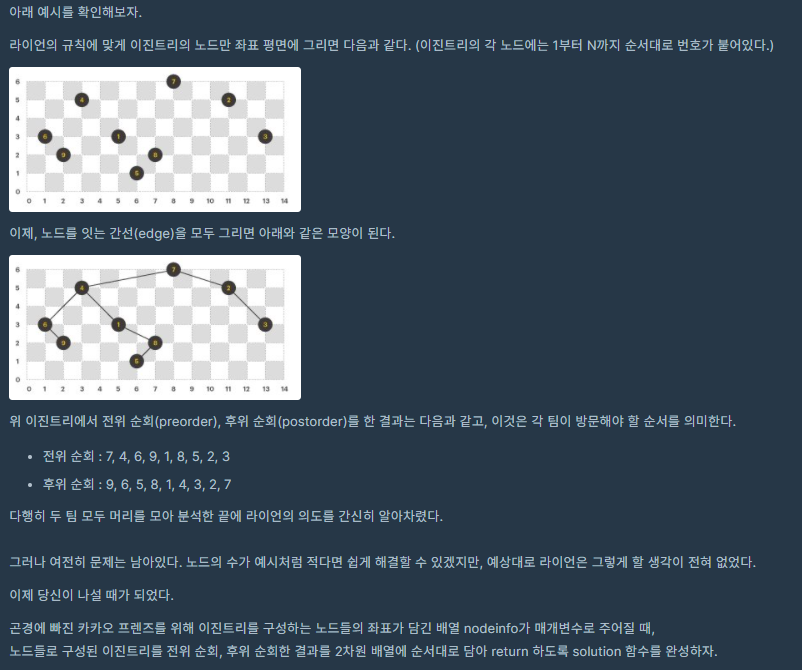 아래 예시를 확인해보자.
라이언의 규칙에 맞게 이진트리의 노드만 좌표 평면에 그리면 다음과 같다. (이진트리의 각 노드에는 1부터 N까지 순서대로 번호가 붙어있다.)
6 7
5 4 2
4
3 6 1 3
2 9 8
1 5
0
0 1 2 3 4 5 6 7 8 9 10 11 12 13 14
이제, 노드를 잇는 간선(edge)을 모두 그리면 아래와 같은 모양이 된다.
6 7
5 4 2
4
3 6 1 3
2 9 8
1 5
0
0 1 2 3 4 5 6 7 8 9 10 11 12 13 14
위 이진트리에서 전위 순회(preorder), 후위 순회(postorder)를 한 결과는 다음과 같고, 이것은 각 팀이 방문해야 할 순서를 의미한다.
• 전위 순회 : 7, 4, 6, 9, 1, 8, 5, 2, 3
• 후위 순회 : 9, 6, 5, 8, 1, 4, 3, 2, 7
다행히 두 팀 모두 머리를 모아 분석한 끝에 라이언의 의도를 간신히 알아차렸다.
그러나 여전히 문제는 남아있다. 노드의 수가 예시처럼 적다면 쉽게 해결할 수 있겠지만, 예상대로 라이언은 그렇게 할 생각이 전혀 없었다.
이제 당신이 나설 때가 되었다.
곤경에 빠진 카카오 프렌즈를 위해 이진트리를 구성하는 노드들의 좌표가 담긴 배열 nodeinfo가 매개변수로 주어질 때,
노드들로 구성된 이진트리를 전위 순회, 후위 순회한 결과를 2차원 배열에 순서대로 담아 return 하도록 solution 함수를 완성하자.